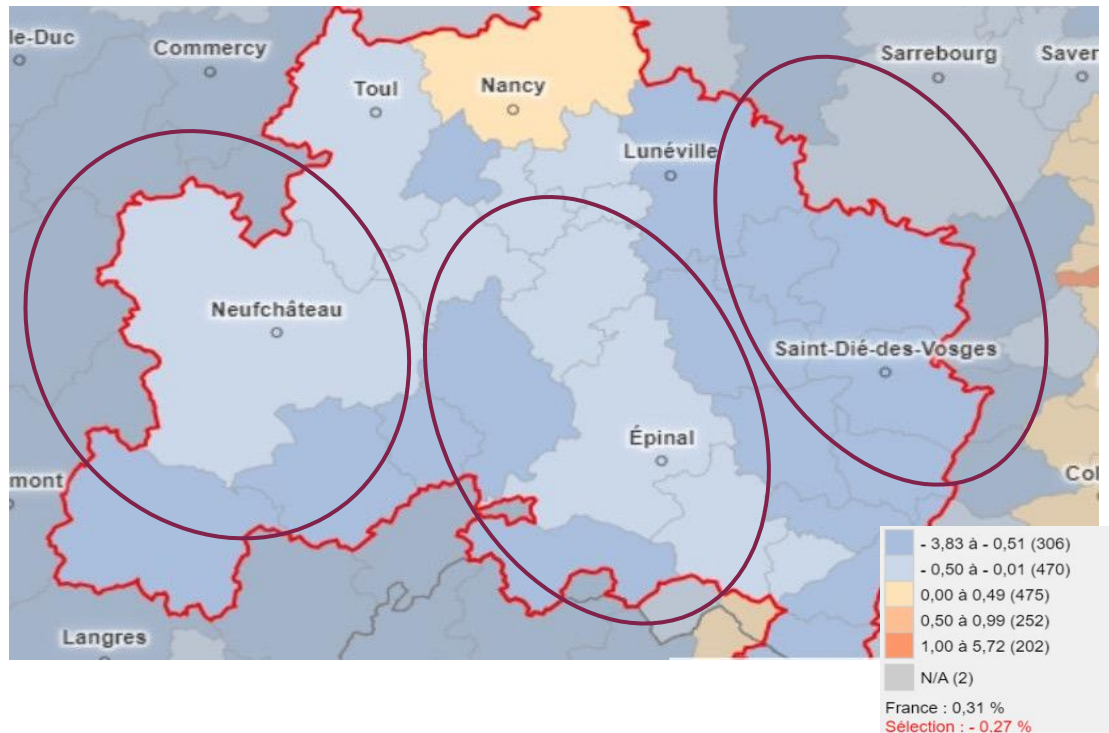 le-Duc
Commercy
Sarrebourg
Saver
Toul
Nancy
Lunéville
Neufchâteau
Saint-Dié-des-Vosges
Épinal
mont
Col
Langres
- 3,83 à - 0,51 (306)
- 0,50 à - 0,01 (470)
0,00 à 0,49 (475)
0,50 à 0,99 (252)
1,00 à 5,72 (202)
N/A (2)
France : 0,31 %
Sélection : - 0,27 %